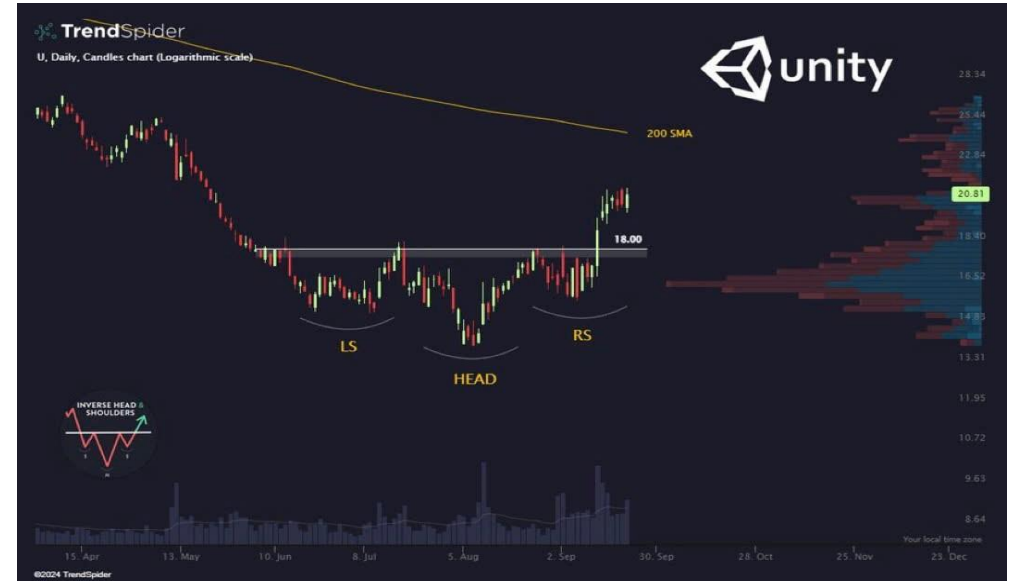 TrendSpider
U, Daily, Candles chart (Logarithmic scale)
unity
28.34
25.44
200 SMA
22.84
20.81
18.00
18.40
16.52
14.83
LS
RS
HEAD
13.31
11.95
INVERSE HEAD &
SHOULDERS
10.72
9.63
8.64
Your local time zone
15. Apr 13. May 10. Jun 8. Jul 5. Aug 2. Sep 30. Sep 28. Oct 25. Nov 23. Dec
©2024 TrendSpider